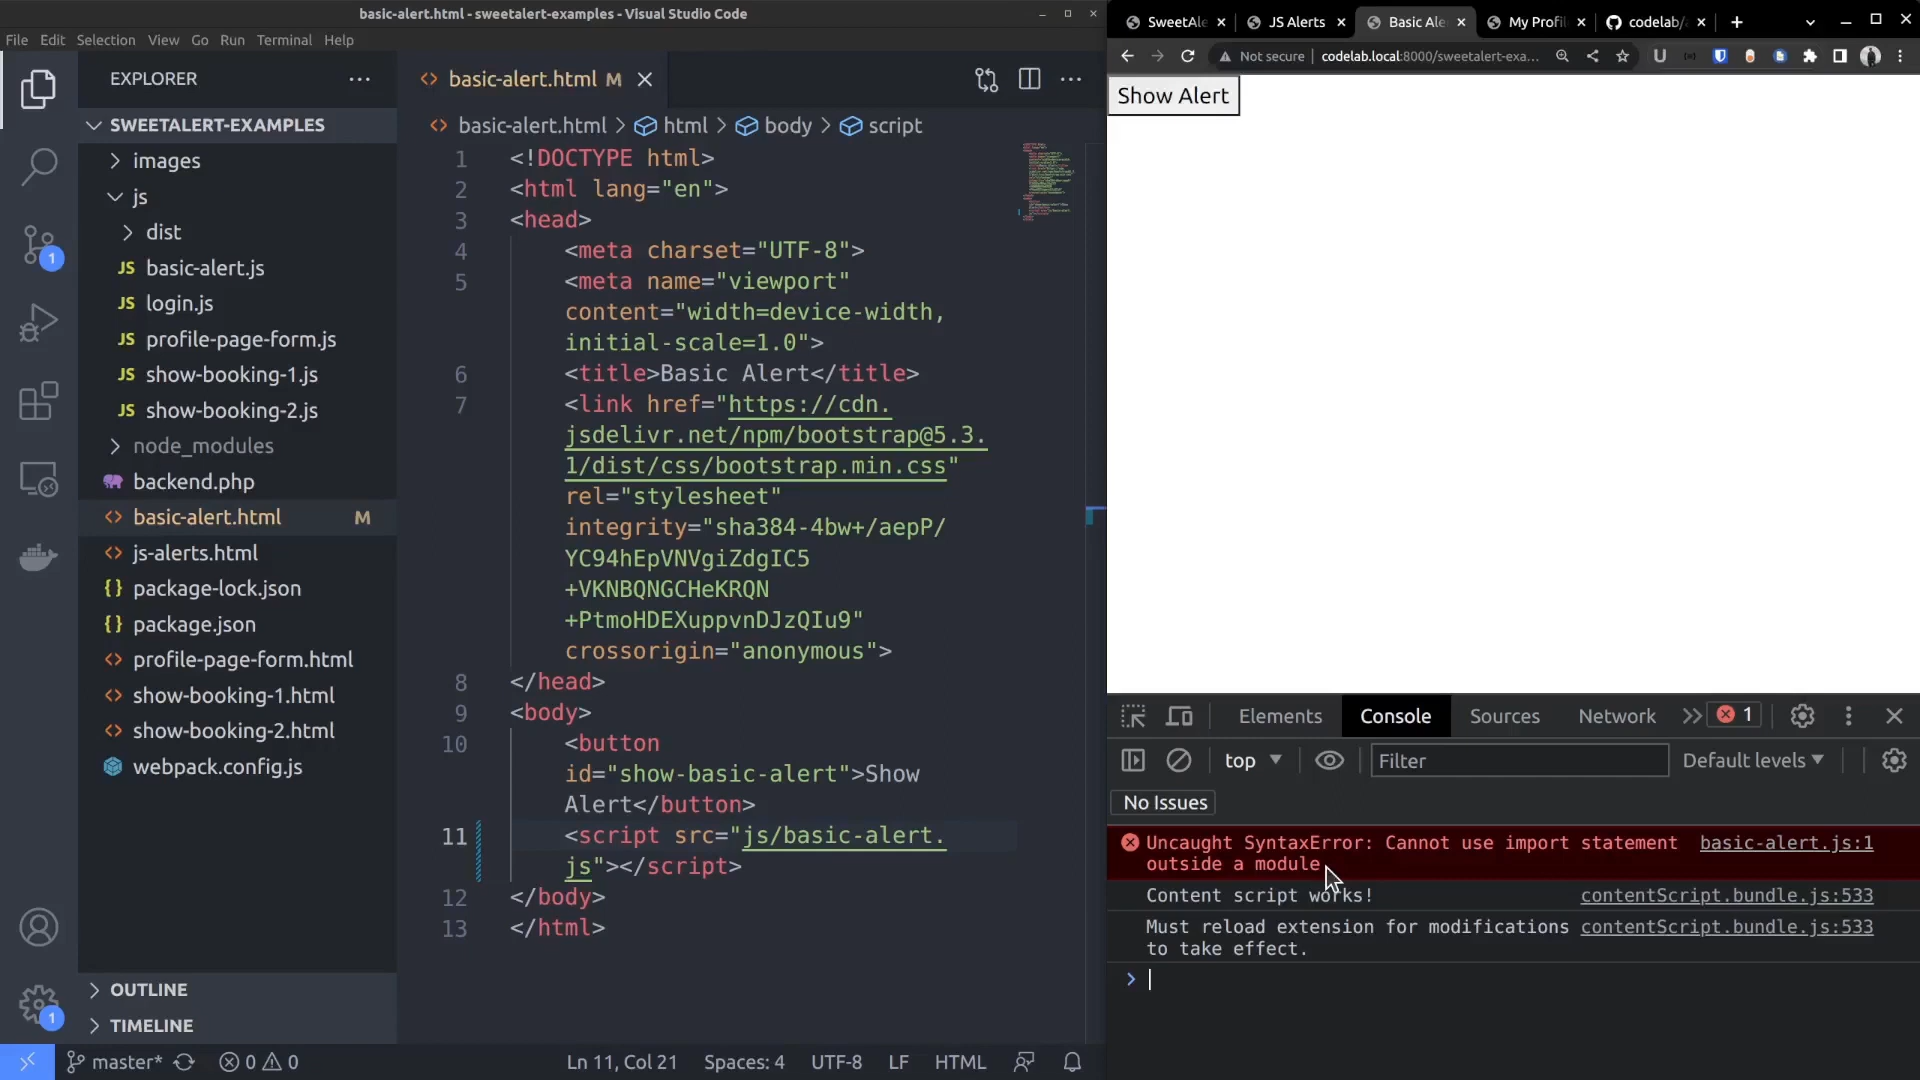 basic-alert.html - sweetalert-examples - Visual Studio Code
File Edit Selection View Go Run Terminal Help
EXPLORER
SWEETALERT-EXAMPLES
images
js
dist
JS basic-alert.js
JS login.js
JS profile-page-form.js
JS show-booking-1.js
JS show-booking-2.js
node_modules
backend.php
basic-alert.html M
js-alerts.html
package-lock.json
package.json
profile-page-form.html
show-booking-1.html
show-booking-2.html
webpack.config.js
OUTLINE
TIMELINE
1
1
basic-alert.html M
basic-alert.html > html > body > script
1 <!DOCTYPE html>
2 <html lang="en">
3 <head>
4 <meta charset="UTF-8">
5 <meta name="viewport"
content="width=device-width,
initial-scale=1.0">
6 <title>Basic Alert</title>
7 <link href="https://cdn.
jsdelivr.net/npm/bootstrap@5.3.
1/dist/css/bootstrap.min.css"
rel="stylesheet"
integrity="sha384-4bw+/aepP/
YC94hEpVNVgiZdgIC5
+VKNBQNGCHeKRQN
+PtmoHDEXuppvnDJzQIu9"
crossorigin="anonymous">
8 </head>
9 <body>
10 <button
id="show-basic-alert">Show
Alert</button>
11 <script src="js/basic-alert.
js"></script>
12 </body>
13 </html>
master* 0 0 Ln 11, Col 21 Spaces: 4 UTF-8 LF HTML
SweetAle JS Alerts Basic Ale My Profil codelab/
Not secure | codelab.local:8000/sweetalert-exa...
Show Alert
Elements Console Sources Network 1
top Filter Default levels
No Issues
Uncaught SyntaxError: Cannot use import statement basic-alert.js:1
outside a module
Content script works! contentScript.bundle.js:533
Must reload extension for modifications contentScript.bundle.js:533
to take effect.